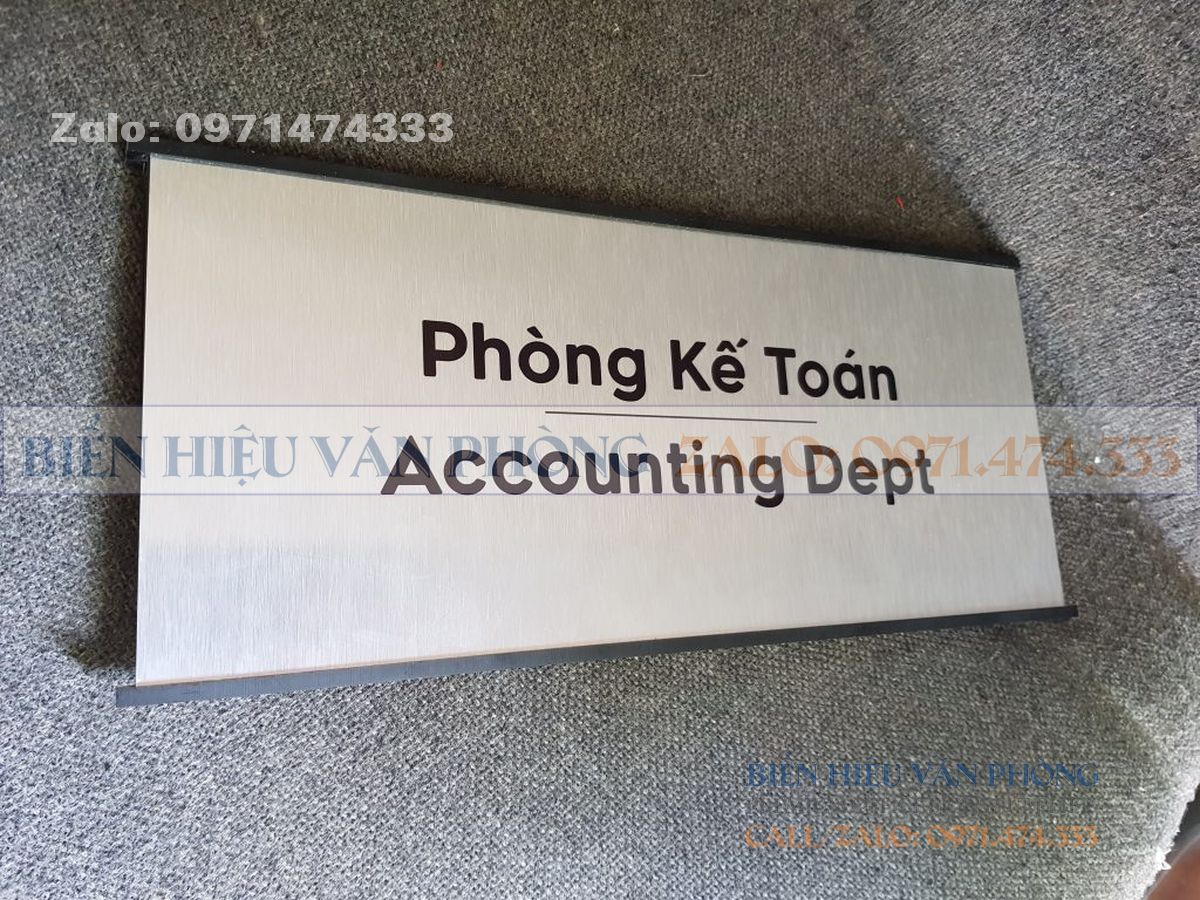 Zalo: 0971474333
Phòng Kế Toán
BIỂN HIỆU VĂN PHÒNG ZALO: 0971.474.333
Accounting Dept
BIỂN HIỆU VĂN PHÒNG
CALL/ZALO: 0971.474.333